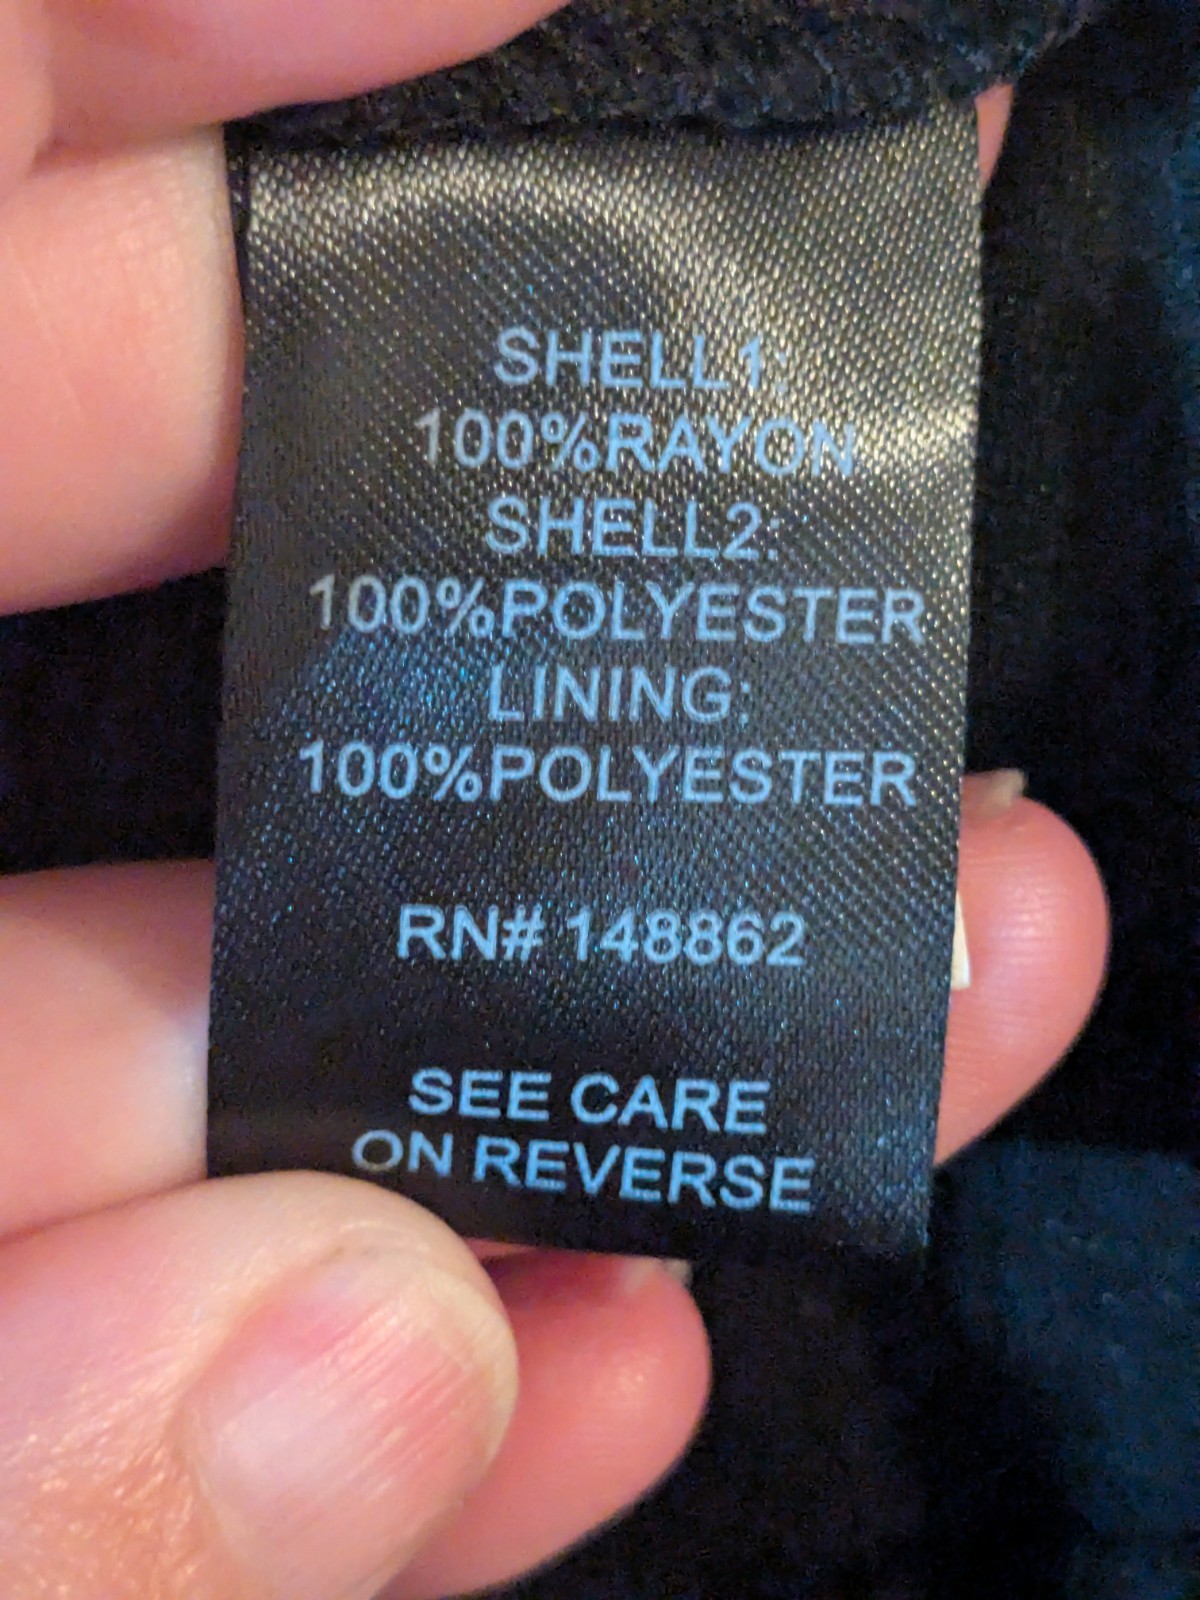 SHELL1:
100%RAYON
SHELL2:
100%POLYESTER
LINING:
100%POLYESTER
RN# 148862
SEE CARE
ON REVERSE